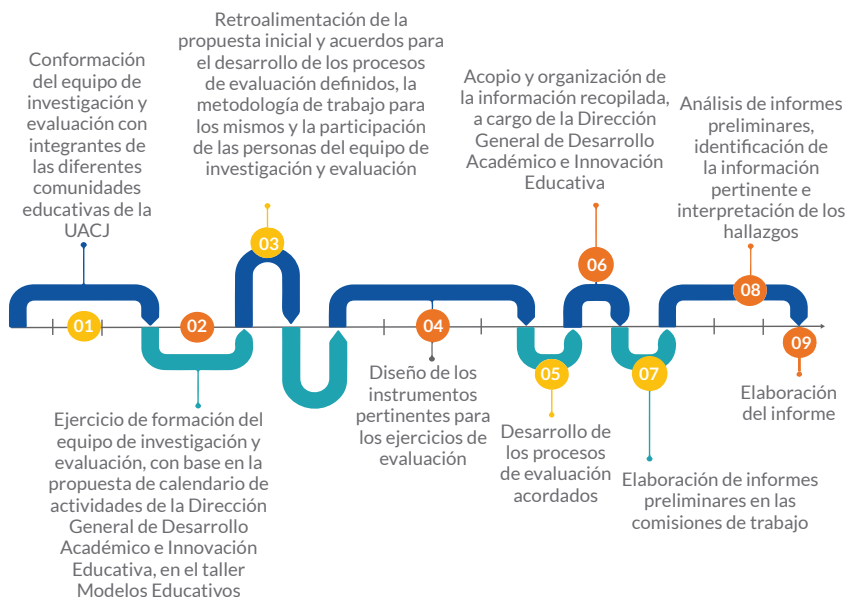 Conformación
del equipo de
investigación y
evaluación con
integrantes de
las diferentes
comunidades
educativas de la
UACJ
01
Ejercicio de formación del
equipo de investigación y
evaluación, con base en la
propuesta de calendario de
actividades de la Dirección
General de Desarrollo
Académico e Innovación
Educativa, en el taller
Modelos Educativos
02
Retroalimentación de la
propuesta inicial y acuerdos para
el desarrollo de los procesos
de evaluación definidos, la
metodología de trabajo para
los mismos y la participación
de las personas del equipo de
investigación y evaluación
03
04
Diseño de los
instrumentos
pertinentes para
los ejercicios de
evaluación
05
Desarrollo de
los procesos
de evaluación
acordados
Acopio y organización de
la información recopilada,
a cargo de la Dirección
General de Desarrollo
Académico e Innovación
Educativa
06
07
Elaboración de informes
preliminares en las
comisiones de trabajo
Análisis de informes
preliminares,
identificación de
la información
pertinente e
interpretación de los
hallazgos
08
09
Elaboración
del informe